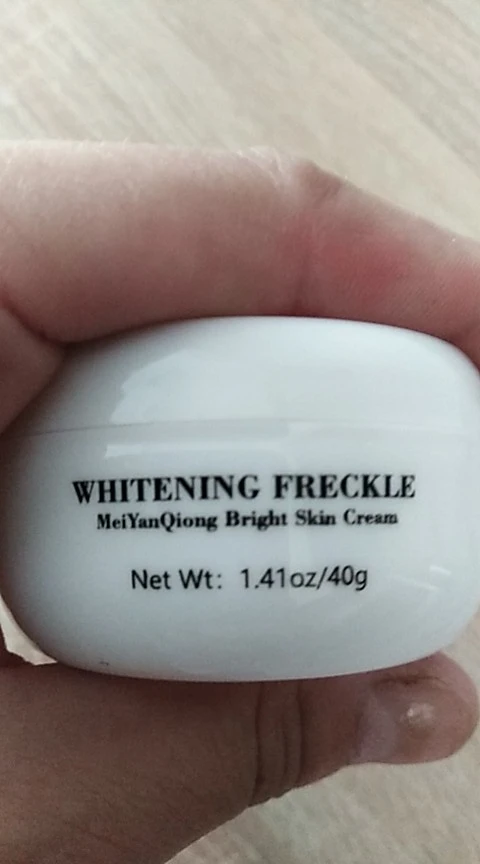 WHITENING FRECKLE
MeiYanQiong Bright Skin Cream
Net Wt: 1.41oz/40g